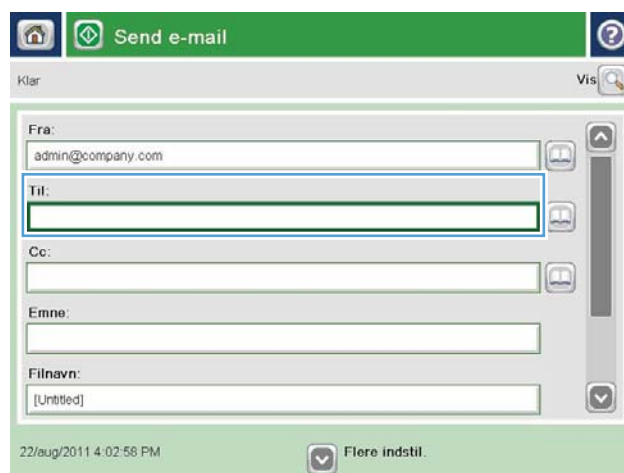 Send e-mail
?
Klar
Vis
Fra:
admin@company.com
Til:
Cc:
Emne:
Filnavn:
[Untitled]
22/aug/2011 4:02:58 PM
Flere indstil.